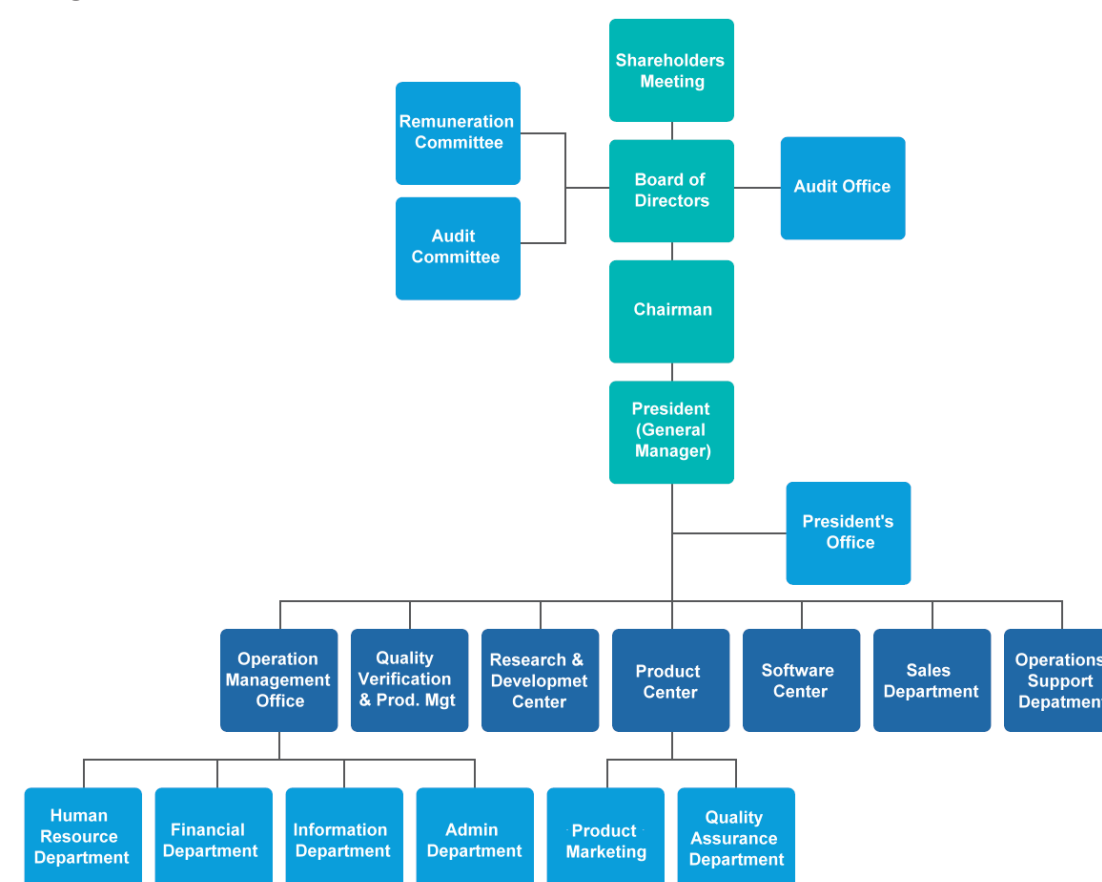 Shareholders
Meeting
Remuneration
Committee
Board of
Directors
Audit Office
Audit
Committee
Chairman
President
(General
Manager)
President's
Office
Operation
Management
Office
Quality
Verification
& Prod. Mgt
Research &
Developmet
Center
Product
Center
Software
Center
Sales
Department
Operations
Support
Depatment
Human
Resource
Department
Financial
Department
Information
Department
Admin
Department
Product
Marketing
Quality
Assurance
Department